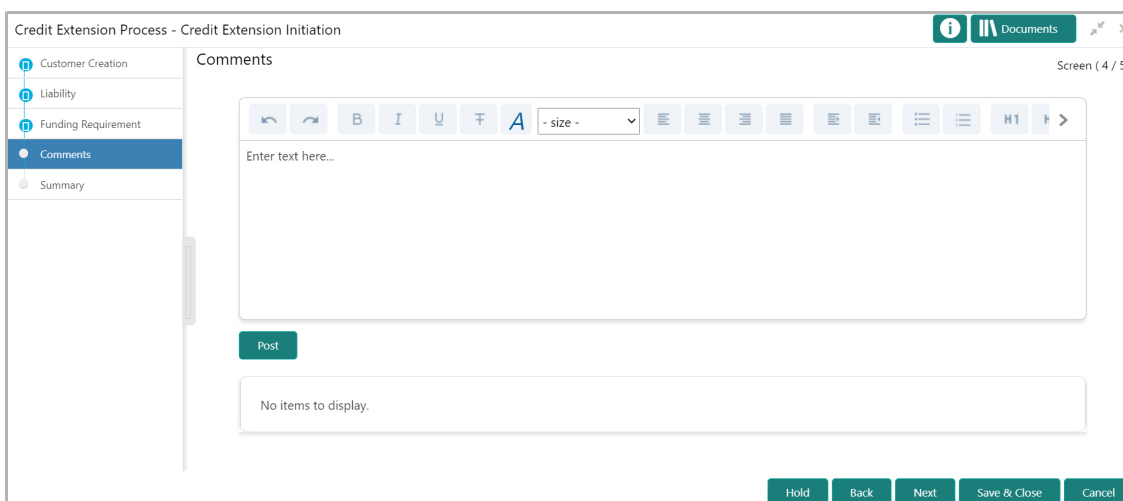 Credit Extension Process - Credit Extension Initiation
i Documents
Customer Creation
Liability
Funding Requirement
Comments
Summary
Comments
Screen ( 4 / 5
B I U T A - size - H1
Enter text here...
Post
No items to display.
Hold Back Next Save & Close Cancel